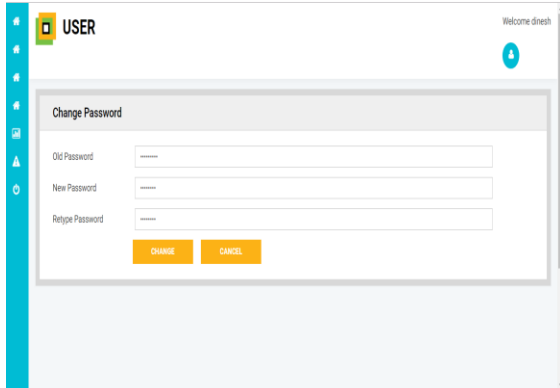 USER
Welcome dinesh
Change Password
Old Password
New Password
Retype Password
CHANGE
CANCEL